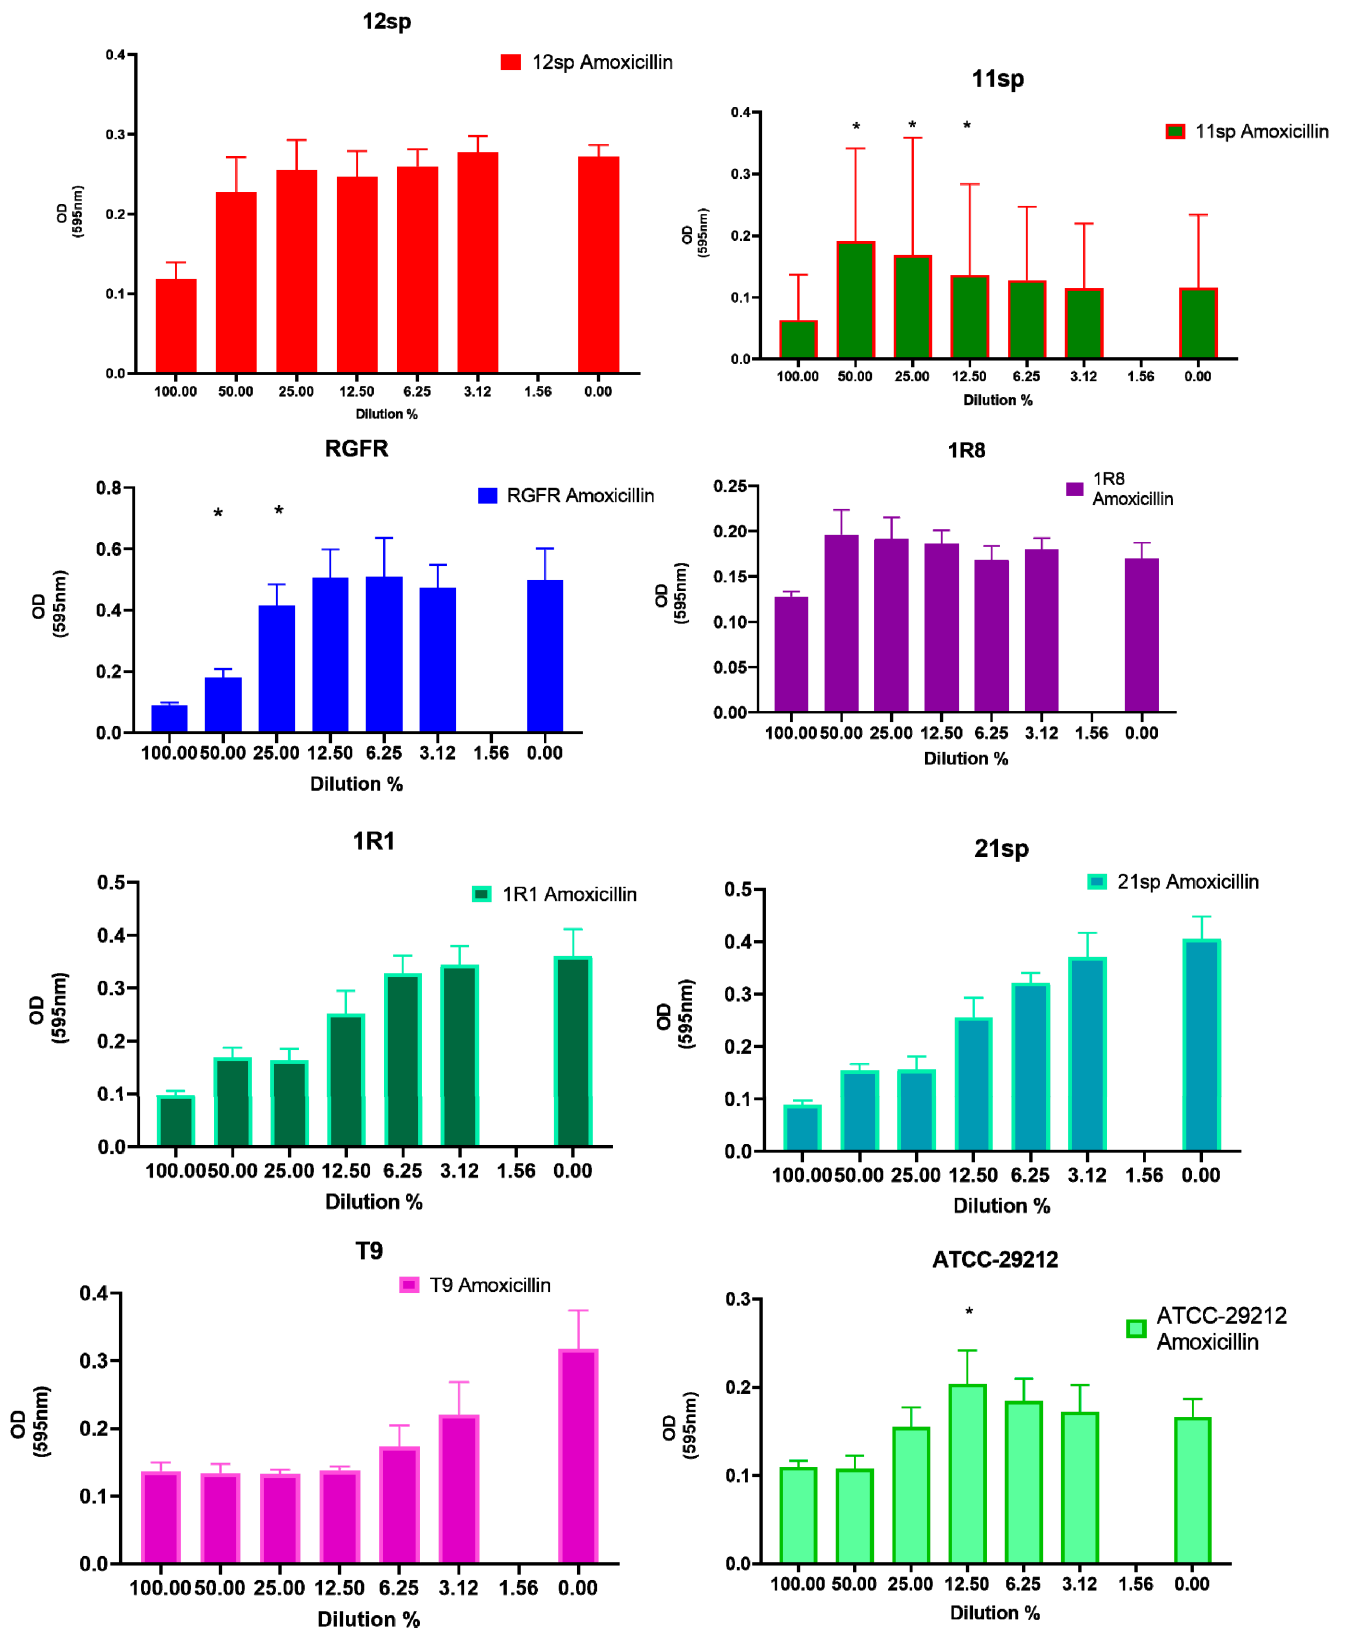 12sp
12sp Amoxicillin
0.4
0.3
0.2
0.1
0.0
OD
(595nm)
100.00 50.00 25.00 12.50 6.25 3.12 1.56 0.00
Dilution %
11sp
11sp Amoxicillin
0.4
0.3
0.2
0.1
0.0
OD
(595nm)
* * *
100.00 50.00 25.00 12.50 6.25 3.12 1.56 0.00
Dilution %
RGFR
RGFR Amoxicillin
0.8
0.6
0.4
0.2
0.0
OD
(595nm)
* *
100.00 50.00 25.00 12.50 6.25 3.12 1.56 0.00
Dilution %
1R8
1R8
Amoxicillin
0.25
0.20
0.15
0.10
0.05
0.00
OD
(595nm)
100.00 50.00 25.00 12.50 6.25 3.12 1.56 0.00
Dilution %
1R1
1R1 Amoxicillin
0.5
0.4
0.3
0.2
0.1
0.0
OD
(595nm)
100.00 50.00 25.00 12.50 6.25 3.12 1.56 0.00
Dilution %
21sp
21sp Amoxicillin
0.5
0.4
0.3
0.2
0.1
0.0
OD
(595nm)
100.00 50.00 25.00 12.50 6.25 3.12 1.56 0.00
Dilution %
T9
T9 Amoxicillin
0.4
0.3
0.2
0.1
0.0
OD
(595nm)
100.00 50.00 25.00 12.50 6.25 3.12 1.56 0.00
Dilution %
ATCC-29212
ATCC-29212
Amoxicillin
0.3
0.2
0.1
0.0
OD
(595nm)
*
100.00 50.00 25.00 12.50 6.25 3.12 1.56 0.00
Dilution %